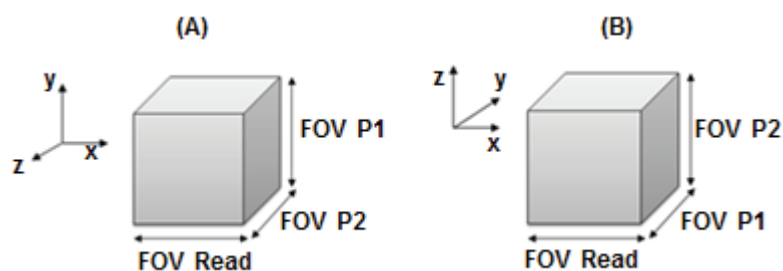 (A)
y
z
x
FOV P1
FOV P2
FOV Read
(B)
z
y
x
FOV P2
FOV P1
FOV Read